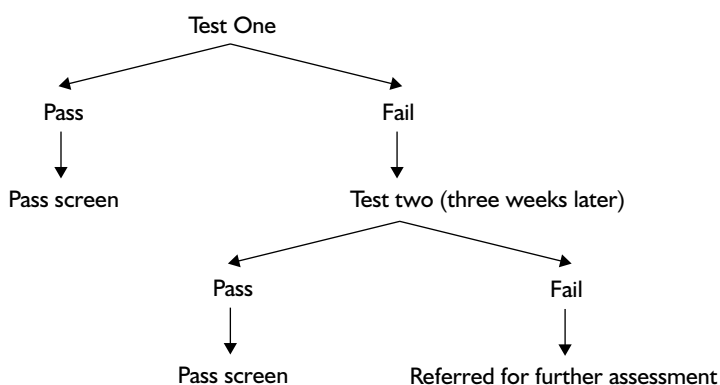 Test One
Pass
Fail
Pass screen
Test two (three weeks later)
Pass
Fail
Pass screen
Referred for further assessment